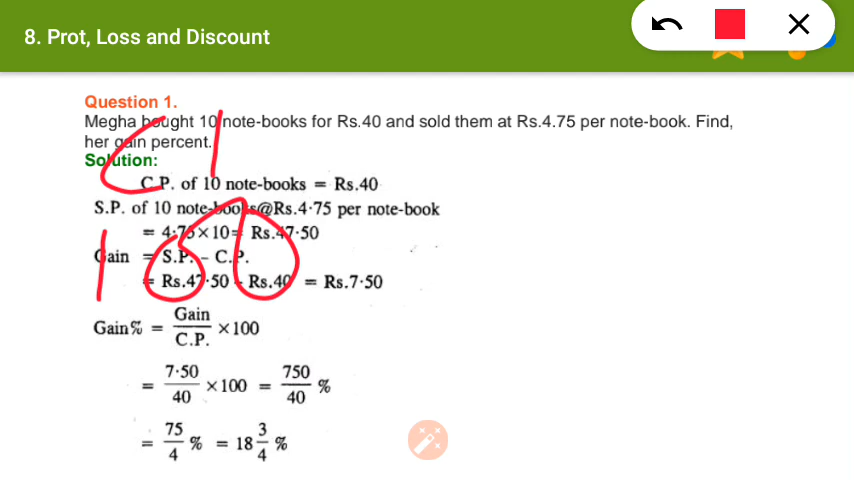 8. Prot, Loss and Discount
Question 1.
Megha bought 10 note-books for Rs.40 and sold them at Rs.4.75 per note-book. Find,
her gain percent.
Solution:
C.P. of 10 note-books = Rs.40
S.P. of 10 note-books@Rs.4·75 per note-book
= 4·75×10= Rs.47·50
Gain = S.P. – C.P.
= Rs.47·50 – Rs.40 = Rs.7·50
Gain% = Gain/C.P. ×100
= 7·50/40 ×100 = 750/40 %
= 75/4 % = 18 3/4 %